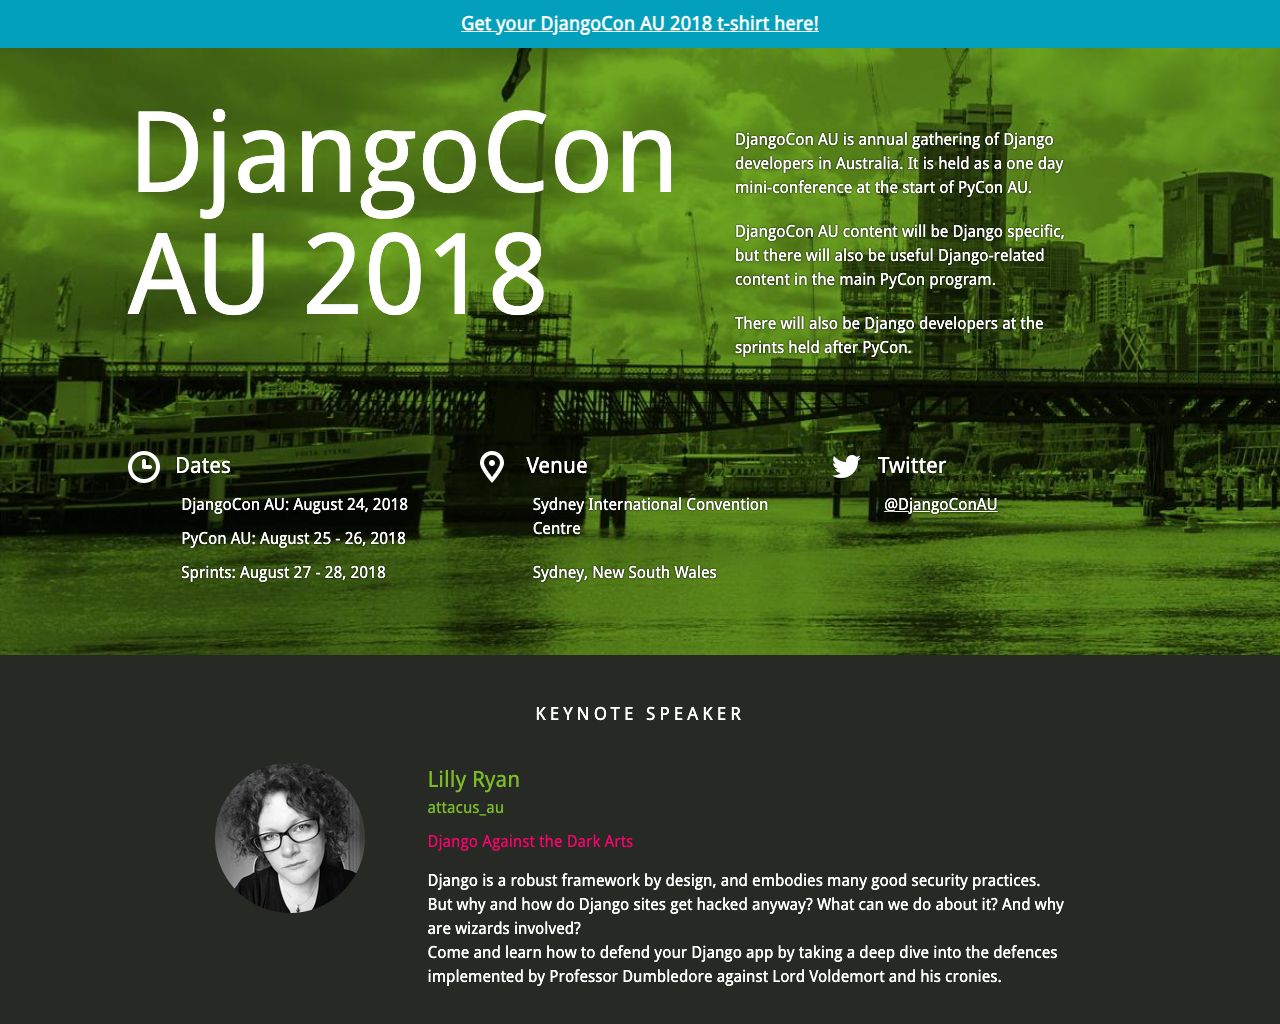 Get your DjangoCon AU 2018 t-shirt here!
DjangoCon
AU 2018
DjangoCon AU is annual gathering of Django
developers in Australia. It is held as a one day
mini-conference at the start of PyCon AU.
DjangoCon AU content will be Django specific,
but there will also be useful Django-related
content in the main PyCon program.
There will also be Django developers at the
sprints held after PyCon.
Dates
DjangoCon AU: August 24, 2018
PyCon AU: August 25 - 26, 2018
Sprints: August 27 - 28, 2018
Venue
Sydney International Convention
Centre
Sydney, New South Wales
Twitter
@DjangoConAU
KEYNOTE SPEAKER
Lilly Ryan
attacus_au
Django Against the Dark Arts
Django is a robust framework by design, and embodies many good security practices.
But why and how do Django sites get hacked anyway? What can we do about it? And why
are wizards involved?
Come and learn how to defend your Django app by taking a deep dive into the defences
implemented by Professor Dumbledore against Lord Voldemort and his cronies.